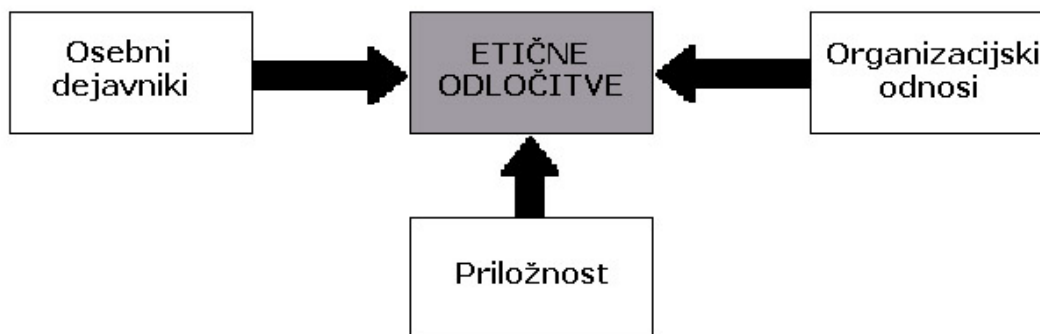 Osebni
dejavniki
ETIČNE
ODLOČITVE
Organizacijski
odnosi
Priložnost